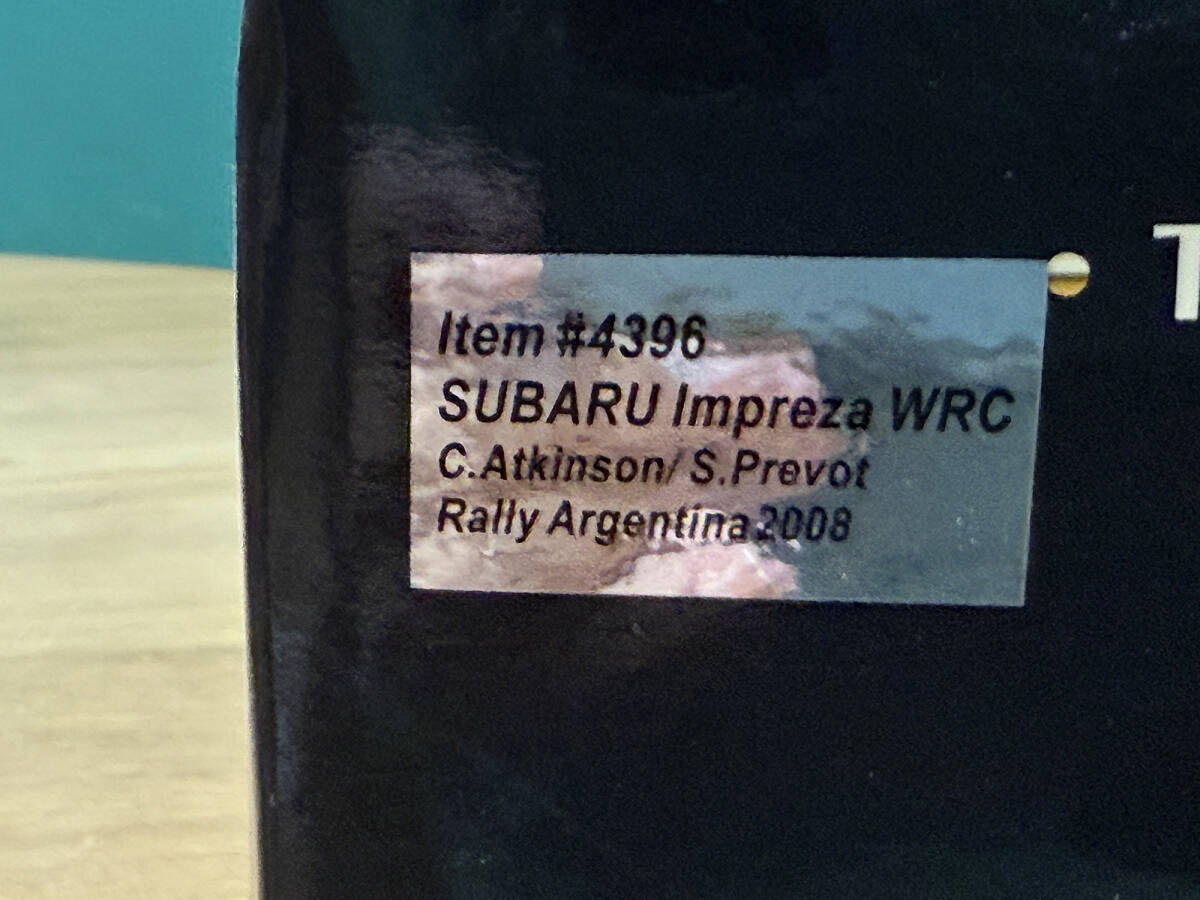 Item #4396
SUBARU Impreza WRC
C.Atkinson/ S.Prevot
Rally Argentina 2008
T